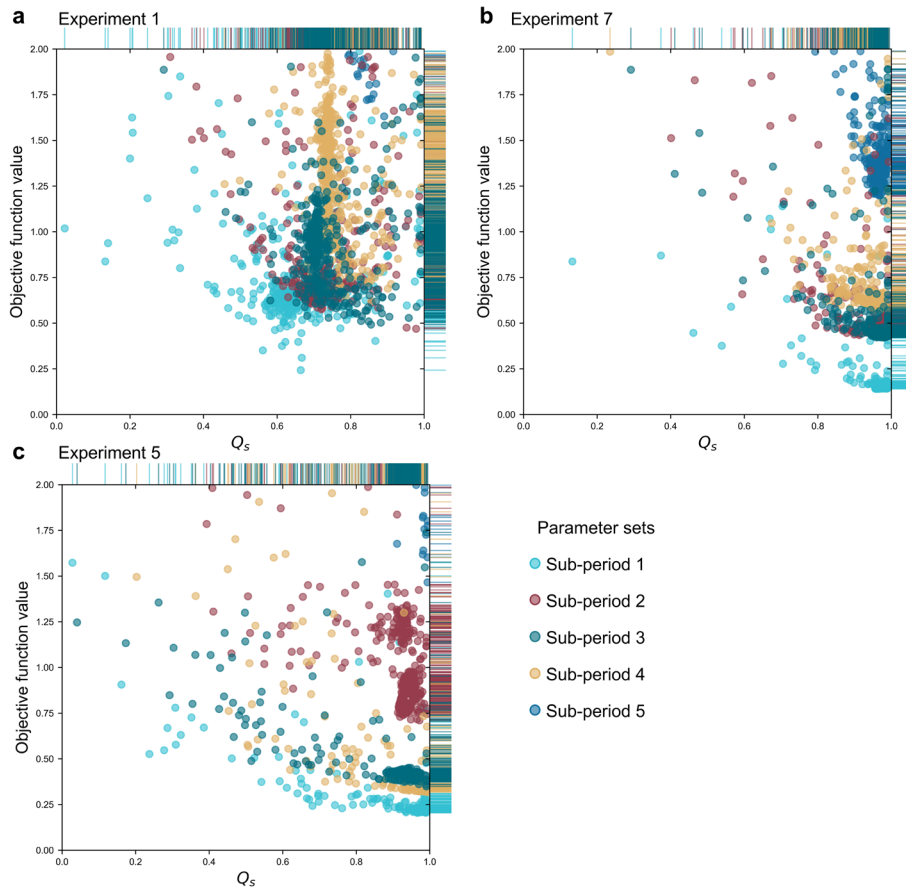 a Experiment 1
2.00
1.75
1.50
1.25
1.00
0.75
0.50
0.25
0.00
Objective function value
0.0 0.2 0.4 0.6 0.8 1.0
Qs
b Experiment 7
2.00
1.75
1.50
1.25
1.00
0.75
0.50
0.25
0.00
Objective function value
0.0 0.2 0.4 0.6 0.8 1.0
Qs
c Experiment 5
2.00
1.75
1.50
1.25
1.00
0.75
0.50
0.25
0.00
Objective function value
0.0 0.2 0.4 0.6 0.8 1.0
Qs
Parameter sets
Sub-period 1
Sub-period 2
Sub-period 3
Sub-period 4
Sub-period 5